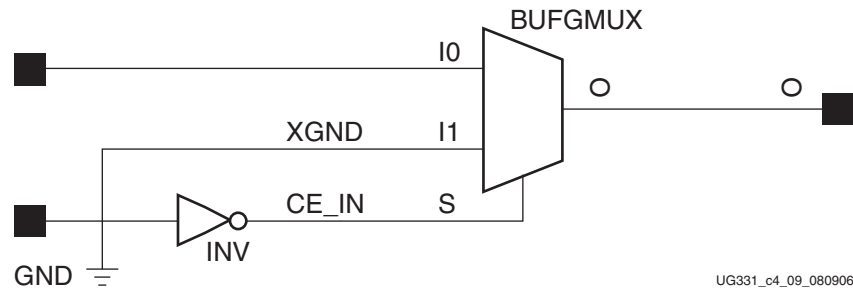 BUFGMUX
I0
O
O
XGND
I1
CE_IN
S
INV
GND
UG331_c4_09_080906